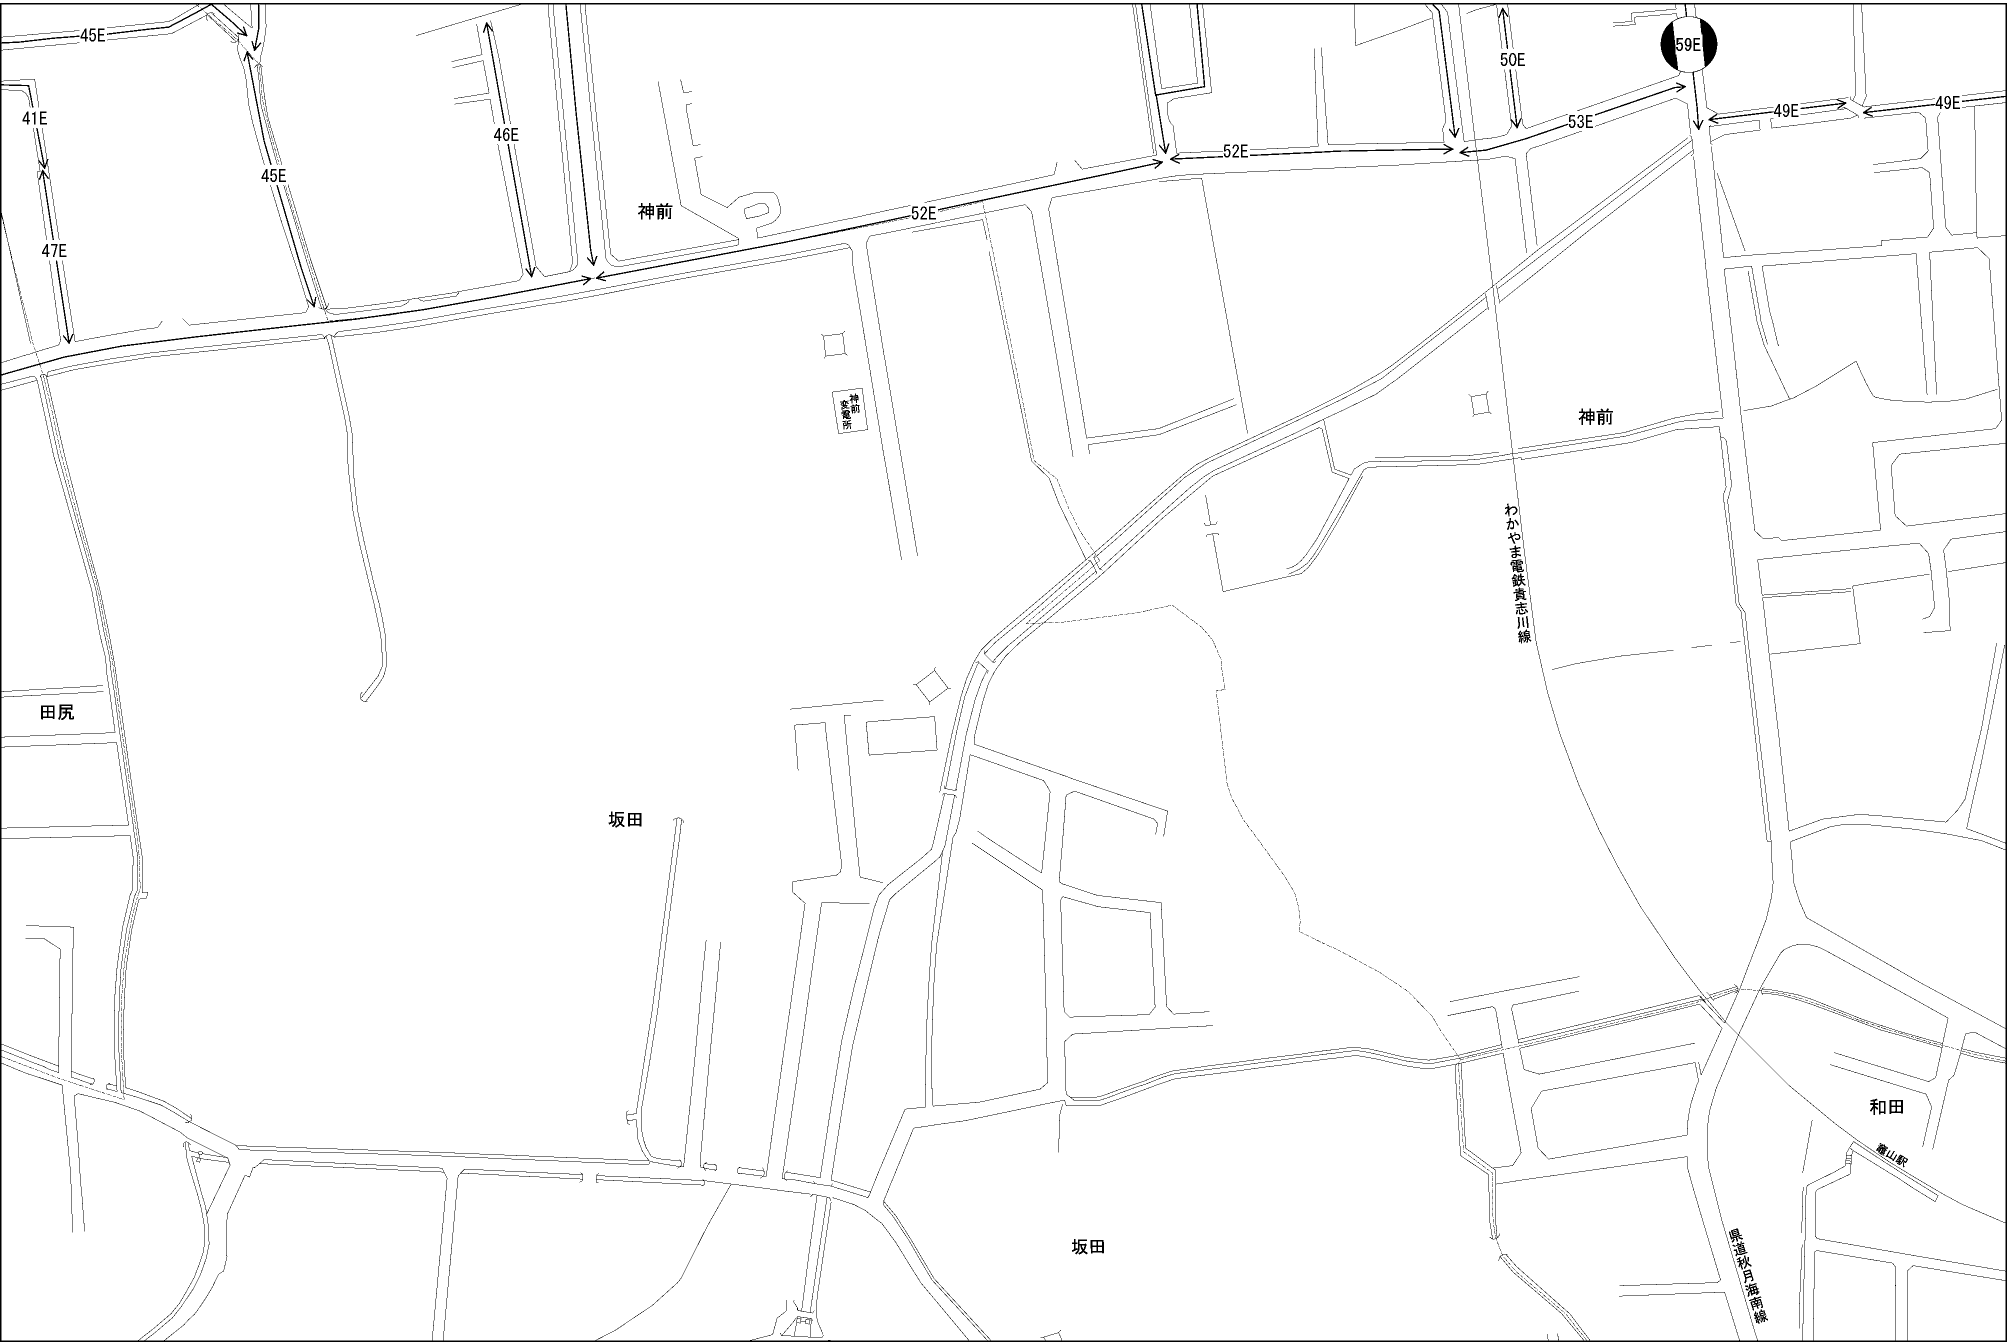 45E
59E
50E
41E
46E
53E
49E
49E
52E
45E
神前
52E
47E
神前
変電所
神前
わかやま電鉄貴志川線
田尻
坂田
和田
竈山駅
坂田
県道秋月海南線